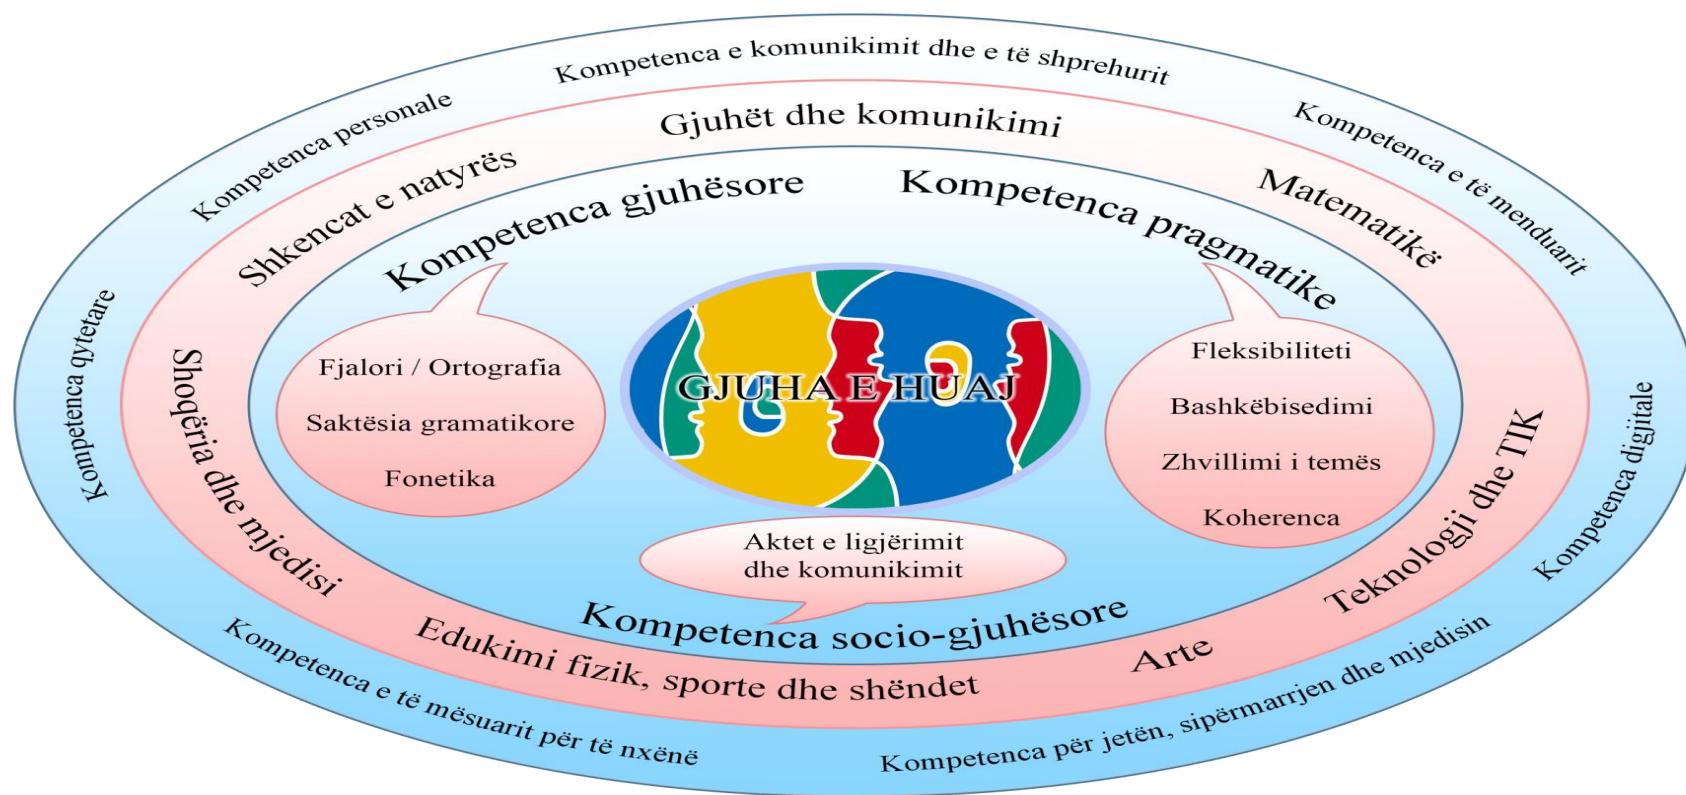 Kompetenca e komunikimit dhe e të shprehurit
Kompetenca personale
Kompetenca e të menduarit
Kompetenca qytetare
Kompetenca digjitale
Kompetenca e të mësuarit për të nxënë
Kompetenca për jetën, sipërmarrjen dhe mjedisin
Gjuhët dhe komunikimi
Shkencat e natyrës
Matematikë
Shoqëria dhe mjedisi
Teknologji dhe TIK
Edukimi fizik, sporte dhe shëndet
Arte
Kompetenca gjuhësore
Kompetenca pragmatike
Fjalori / Ortografia
Saktësia gramatikore
Fonetika
GJUHA E HUAJ
Fleksibiliteti
Bashkëbisedimi
Zhvillimi i temës
Koherenca
Aktet e ligjërimit
dhe komunikimit
Kompetenca socio-gjuhësore